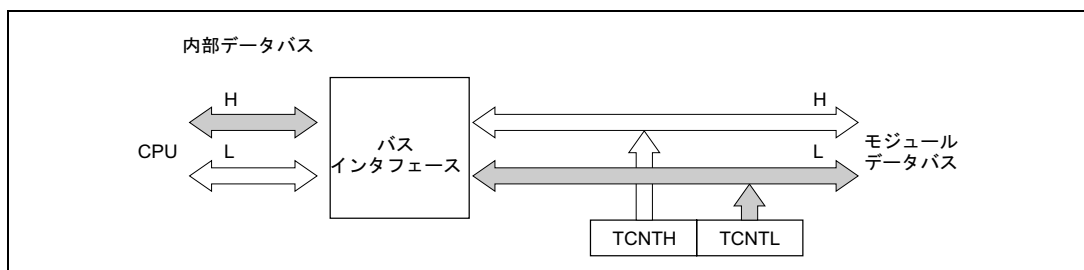 内部データバス
H
H
CPU
L
バス
インタフェース
L
モジュール
データバス
TCNTH
TCNTL